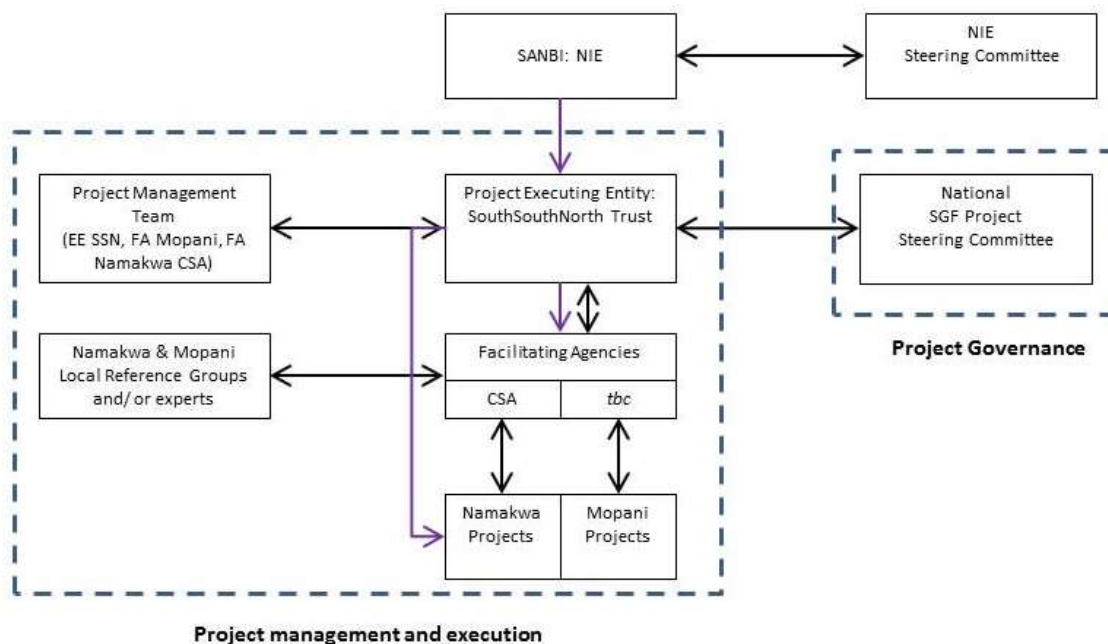 SANBI: NIE
NIE
Steering Committee
Project Management
Team
(EE SSN, FA Mopani, FA
Namakwa CSA)
Project Executing Entity:
SouthSouthNorth Trust
National
SGF Project
Steering Committee
Project Governance
Namakwa & Mopani
Local Reference Groups
and/ or experts
Facilitating Agencies
CSA
tbc
Namakwa
Projects
Mopani
Projects
Project management and execution